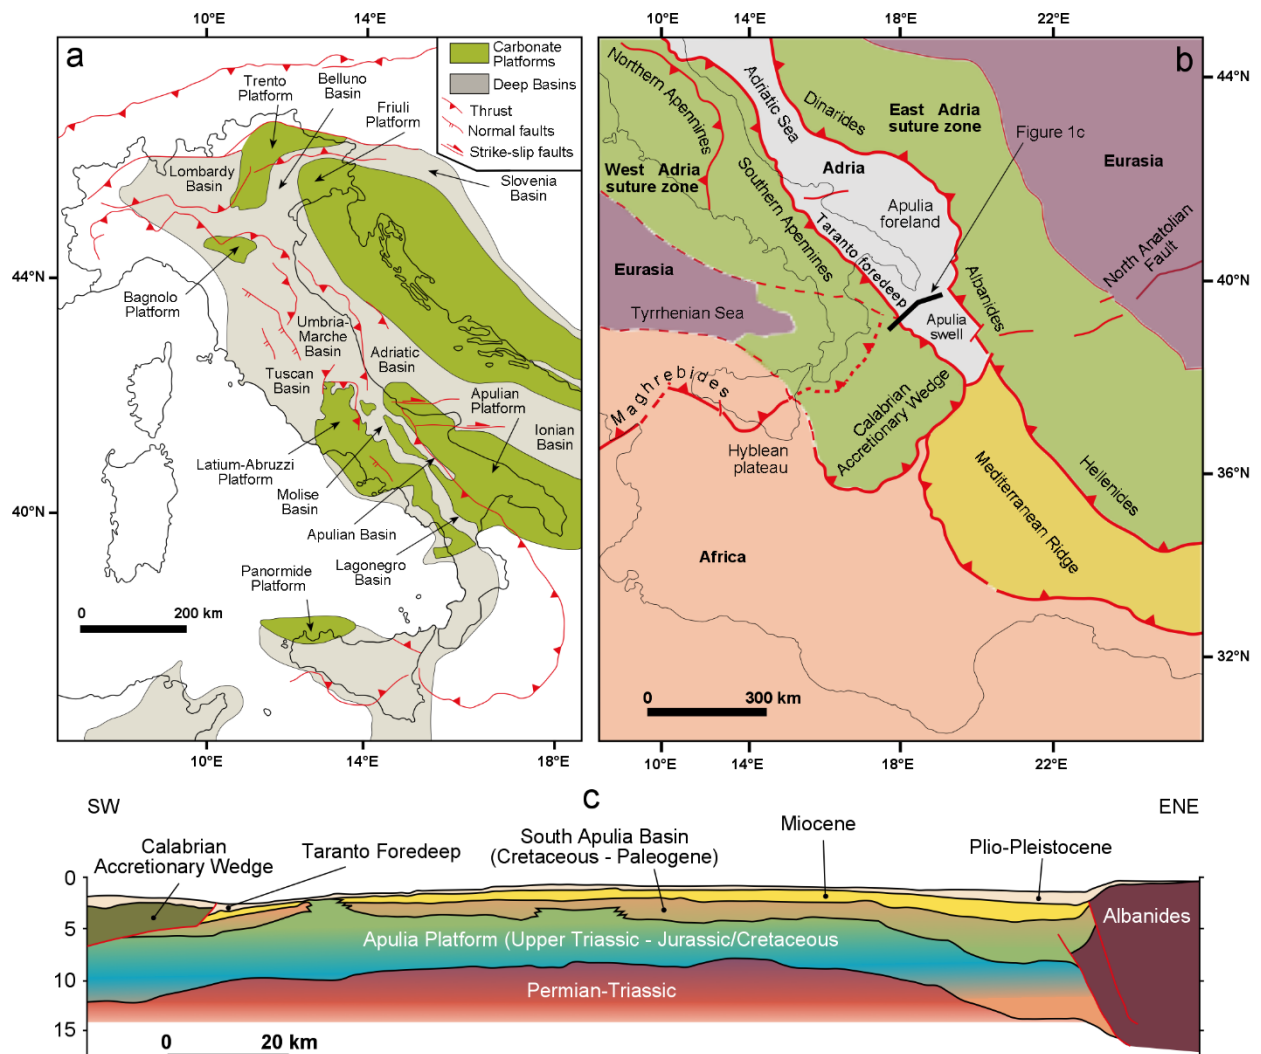 10°E
14°E
a
Carbonate
Platforms
Deep Basins
Thrust
Normal faults
Strike-slip faults
Trento
Platform
Belluno
Basin
Friuli
Platform
Lombardy
Basin
Slovenia
Basin
44°N
Bagnolo
Platform
Umbria-
Marche
Basin
Adriatic
Basin
Tuscan
Basin
Apulian
Platform
Ionian
Basin
Latium-Abruzzi
Platform
Molise
Basin
Apulian Basin
Lagonegro
Basin
40°N
Panormide
Platform
0
200 km
10°E
14°E
18°E
10°E
14°E
18°E
22°E
b
44°N
Northern Apennines
Adriatic Sea
Dinarides
East Adria
suture zone
Figure 1c
Eurasia
West Adria
suture zone
Adria
Southern Apennines
Apulia
foreland
Taranto foredeep
North Anatolian
Fault
40°N
Eurasia
Albanides
Tyrrhenian Sea
Apulia
swell
Maghrebides
Calabrian
Accretionary Wedge
Hyblean
plateau
Mediterranean Ridge
Hellenides
36°N
Africa
32°N
0
300 km
10°E
14°E
18°E
22°E
c
SW
ENE
Calabrian
Accretionary Wedge
Taranto Foredeep
South Apulia Basin
(Cretaceous - Paleogene)
Miocene
Plio-Pleistocene
0
5
10
15
Albanides
Apulia Platform (Upper Triassic - Jurassic/Cretaceous
Permian-Triassic
0
20 km